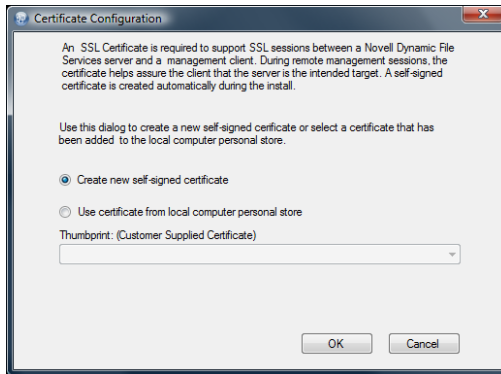 Certificate Configuration
An SSL Certificate is required to support SSL sessions between a Novell Dynamic File
Services server and a management client. During remote management sessions, the
certificate helps assure the client that the server is the intended target. A self-signed
certificate is created automatically during the install.
Use this dialog to create a new self-signed cerificate or select a certificate that has
been added to the local computer personal store.
Create new self-signed certificate
Use certificate from local computer personal store
Thumbprint: (Customer Supplied Certificate)
OK
Cancel